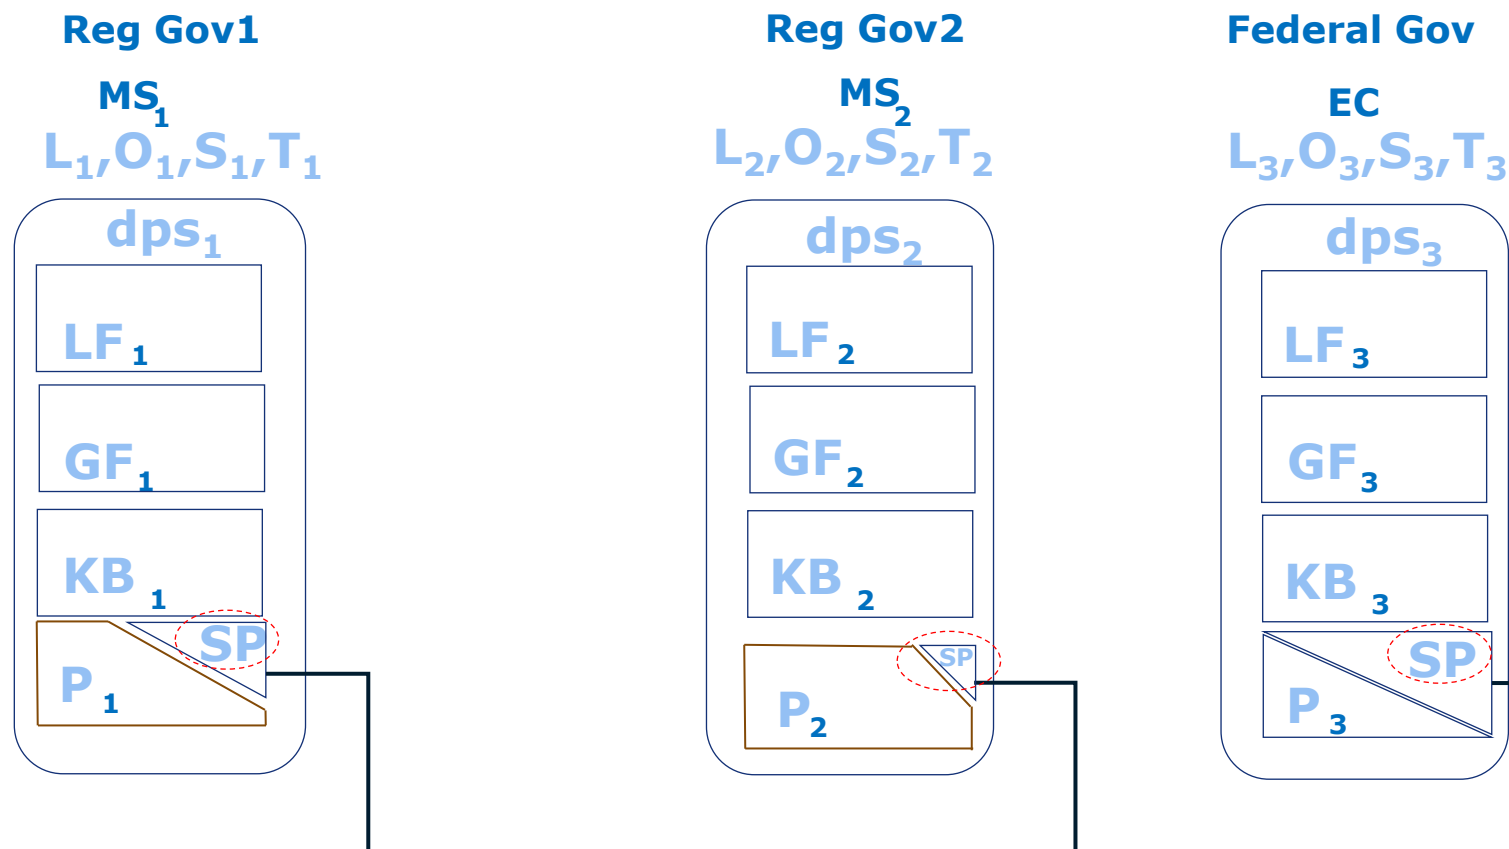 Reg Gov1
MS1
L1,O1,S1,T1
dps1
LF1
GF1
KB1
SP
P1
Reg Gov2
MS2
L2,O2,S2,T2
dps2
LF2
GF2
KB2
SP
P2
Federal Gov
EC
L3,O3,S3,T3
dps3
LF3
GF3
KB3
SP
P3